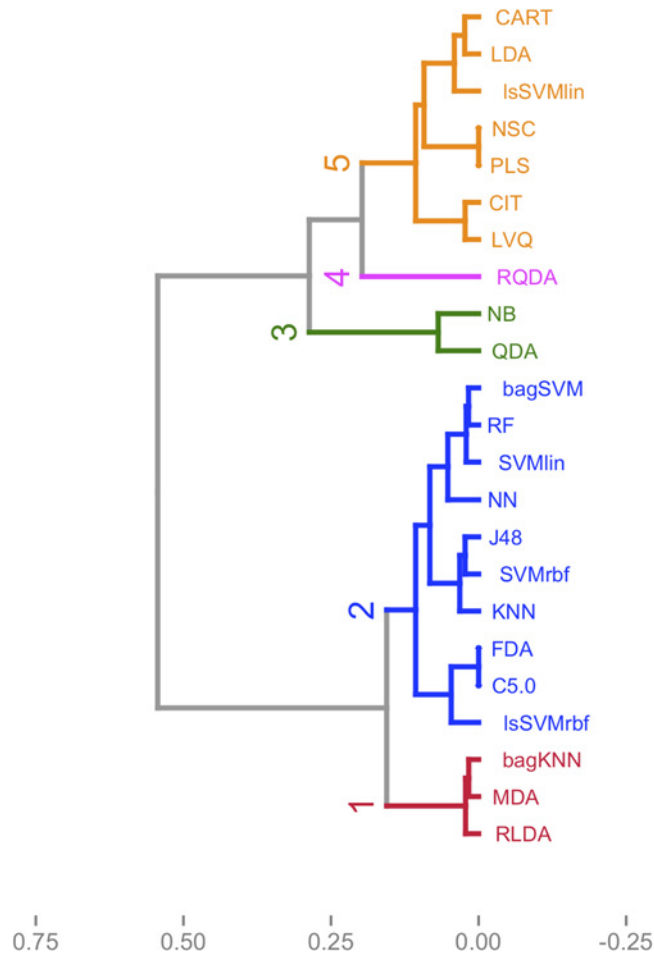 CART
LDA
lsSVMlin
NSC
5
PLS
CIT
LVQ
4
RQDA
NB
3
QDA
bagSVM
RF
SVMlin
NN
J48
SVMrbf
2
KNN
FDA
C5.0
lsSVMrbf
bagKNN
1
MDA
RLDA
0.75 0.50 0.25 0.00 -0.25